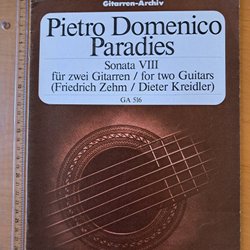 Gitarren-Archiv
Pietro Domenico
Paradies
Sonata VIII
für zwei Gitarren / for two Guitars
(Friedrich Zehm / Dieter Kreidler)
GA 516